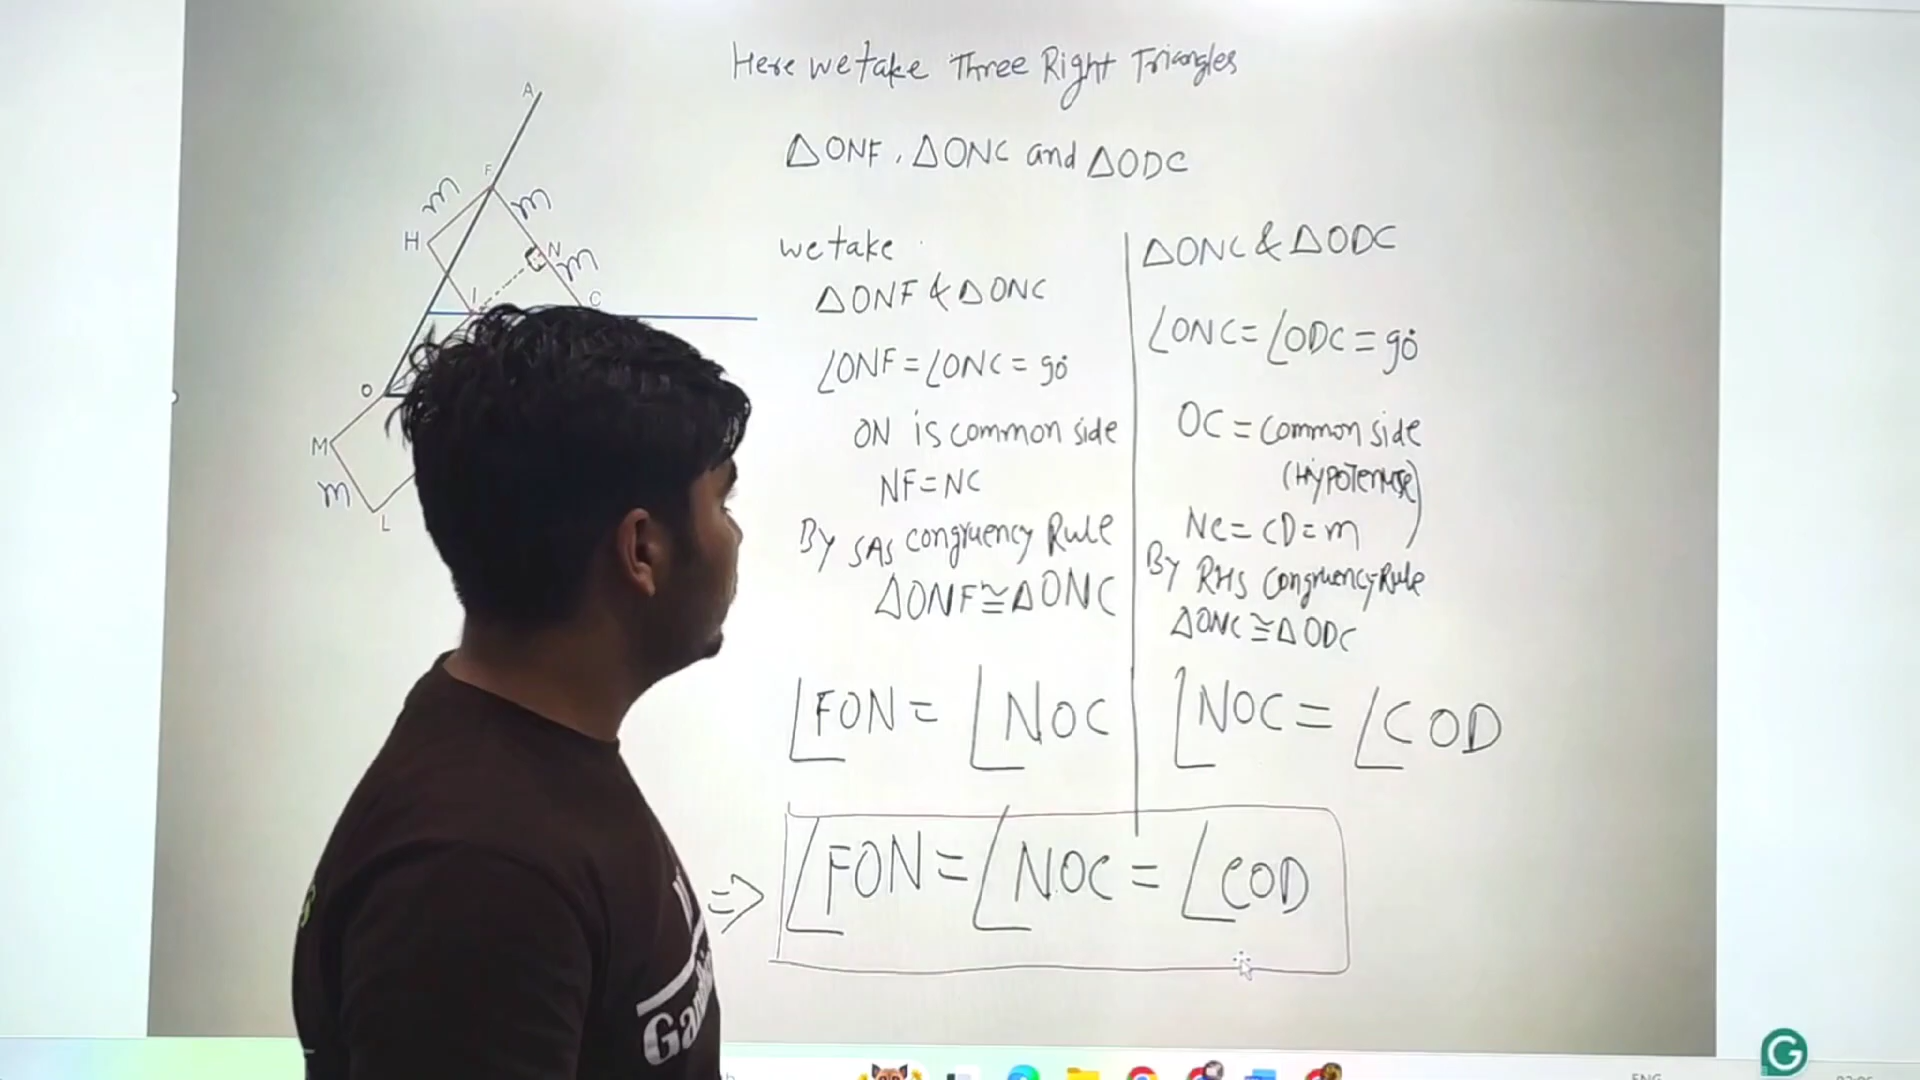 Here we take Three Right Triangles
△ONF, △ONC and △ODC
A
F
m
m
H
N
m
I
C
O
M
m
L
we take
△ONF & △ONC
∠ONF = ∠ONC = 90°
ON is common side
NF = NC
By SAS congruency Rule
△ONF ≅ △ONC
∠FON = ∠NOC
△ONC & △ODC
∠ONC = ∠ODC = 90°
OC = common side
(Hypotenuse)
NC = CD = m
By RHS Congruency Rule
△ONC ≅ △ODC
∠NOC = ∠COD
⇒ ∠FON = ∠NOC = ∠COD
G
ENG